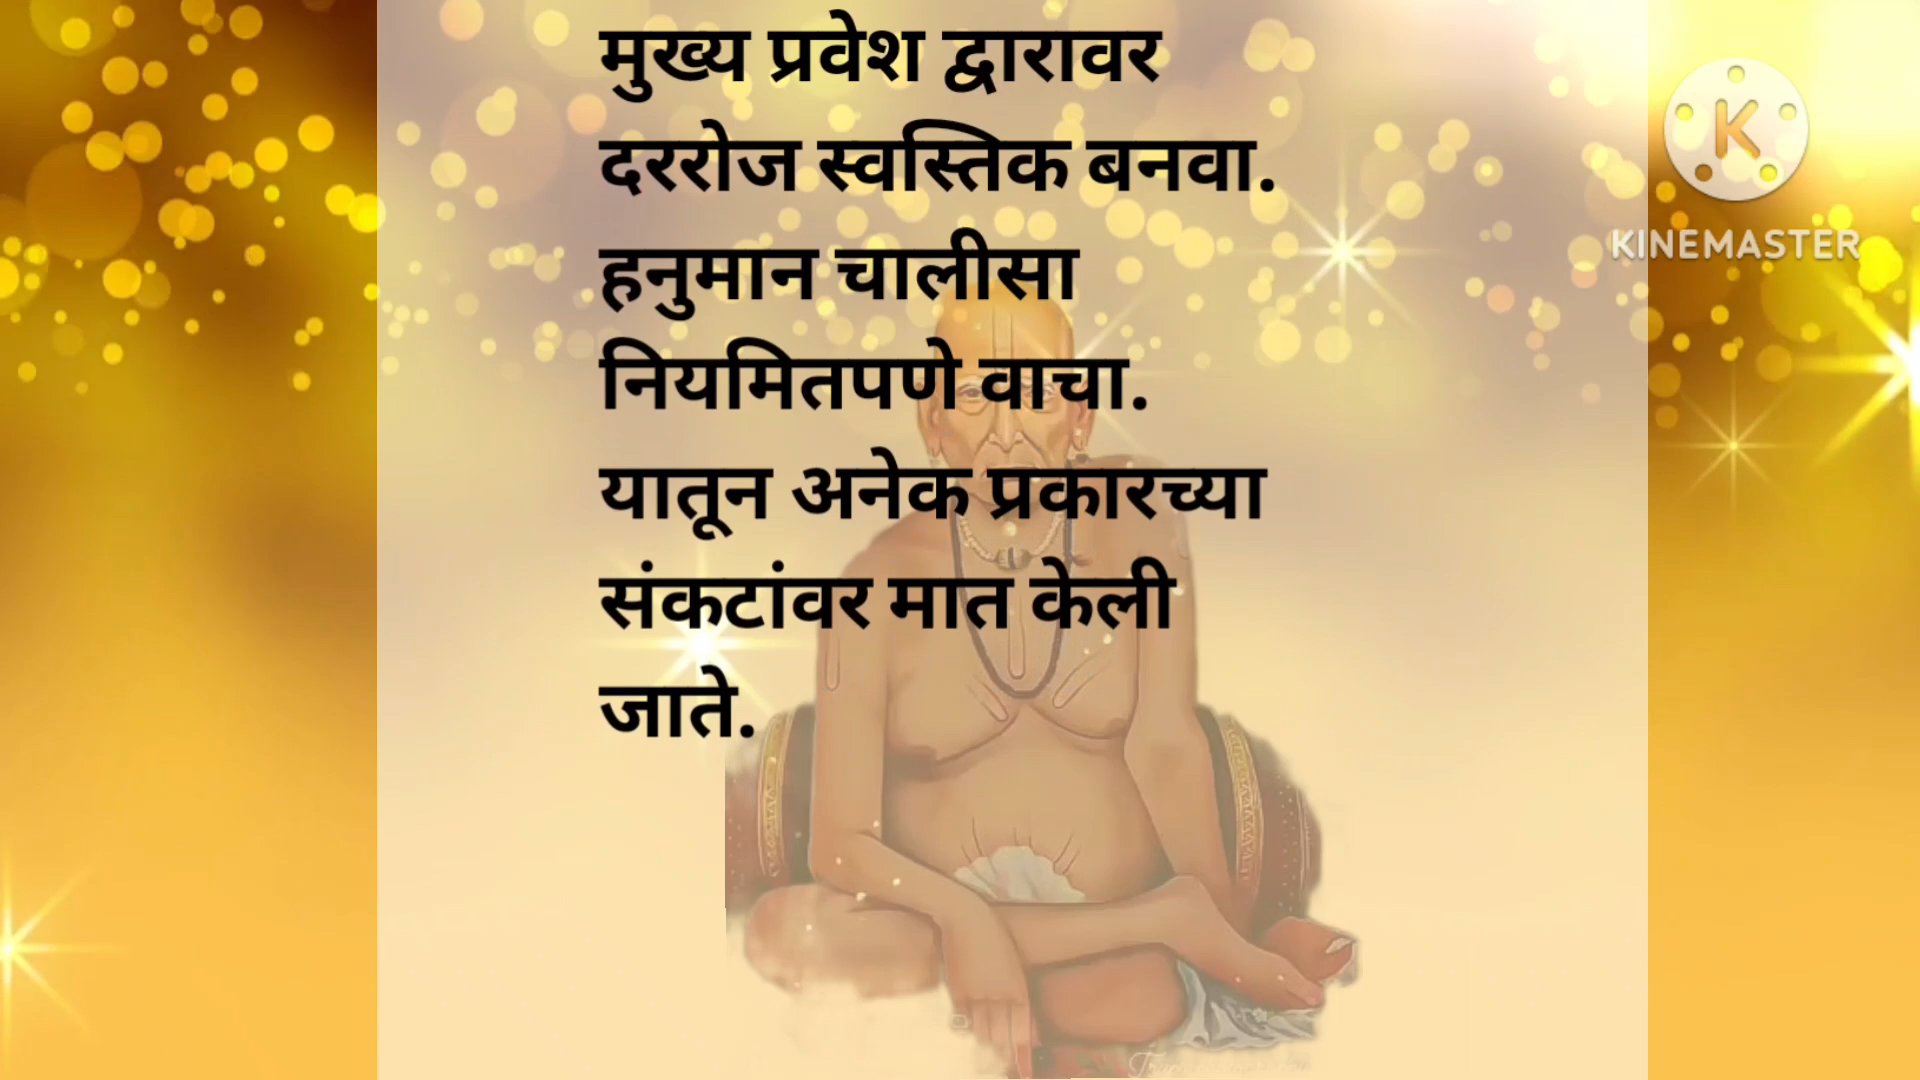 मुख्य प्रवेश द्वारावर
दररोज स्वस्तिक बनवा.
हनुमान चालीसा
नियमितपणे वाचा.
यातून अनेक प्रकारच्या
संकटांवर मात केली
जाते.
K
KINEMASTER